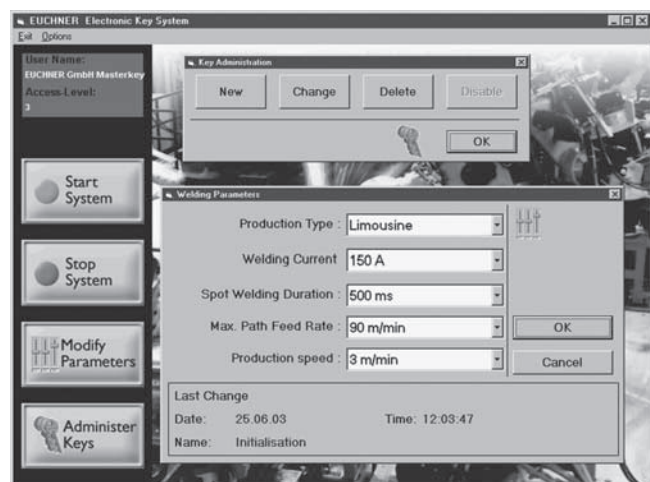 EUCHNER Electronic Key System
Exit Options
User Name:
EUCHNER GmbH Masterkey
Access-Level:
3
Start
System
Stop
System
Modify
Parameters
Administer
Keys
Key Administration
New Change Delete Disable
OK
Welding Parameters
Production Type : Limousine
Welding Current 150 A
Spot Welding Duration : 500 ms
Max. Path Feed Rate : 90 m/min
Production speed : 3 m/min
OK
Cancel
Last Change
Date: 25.06.03 Time: 12:03:47
Name: Initialisation